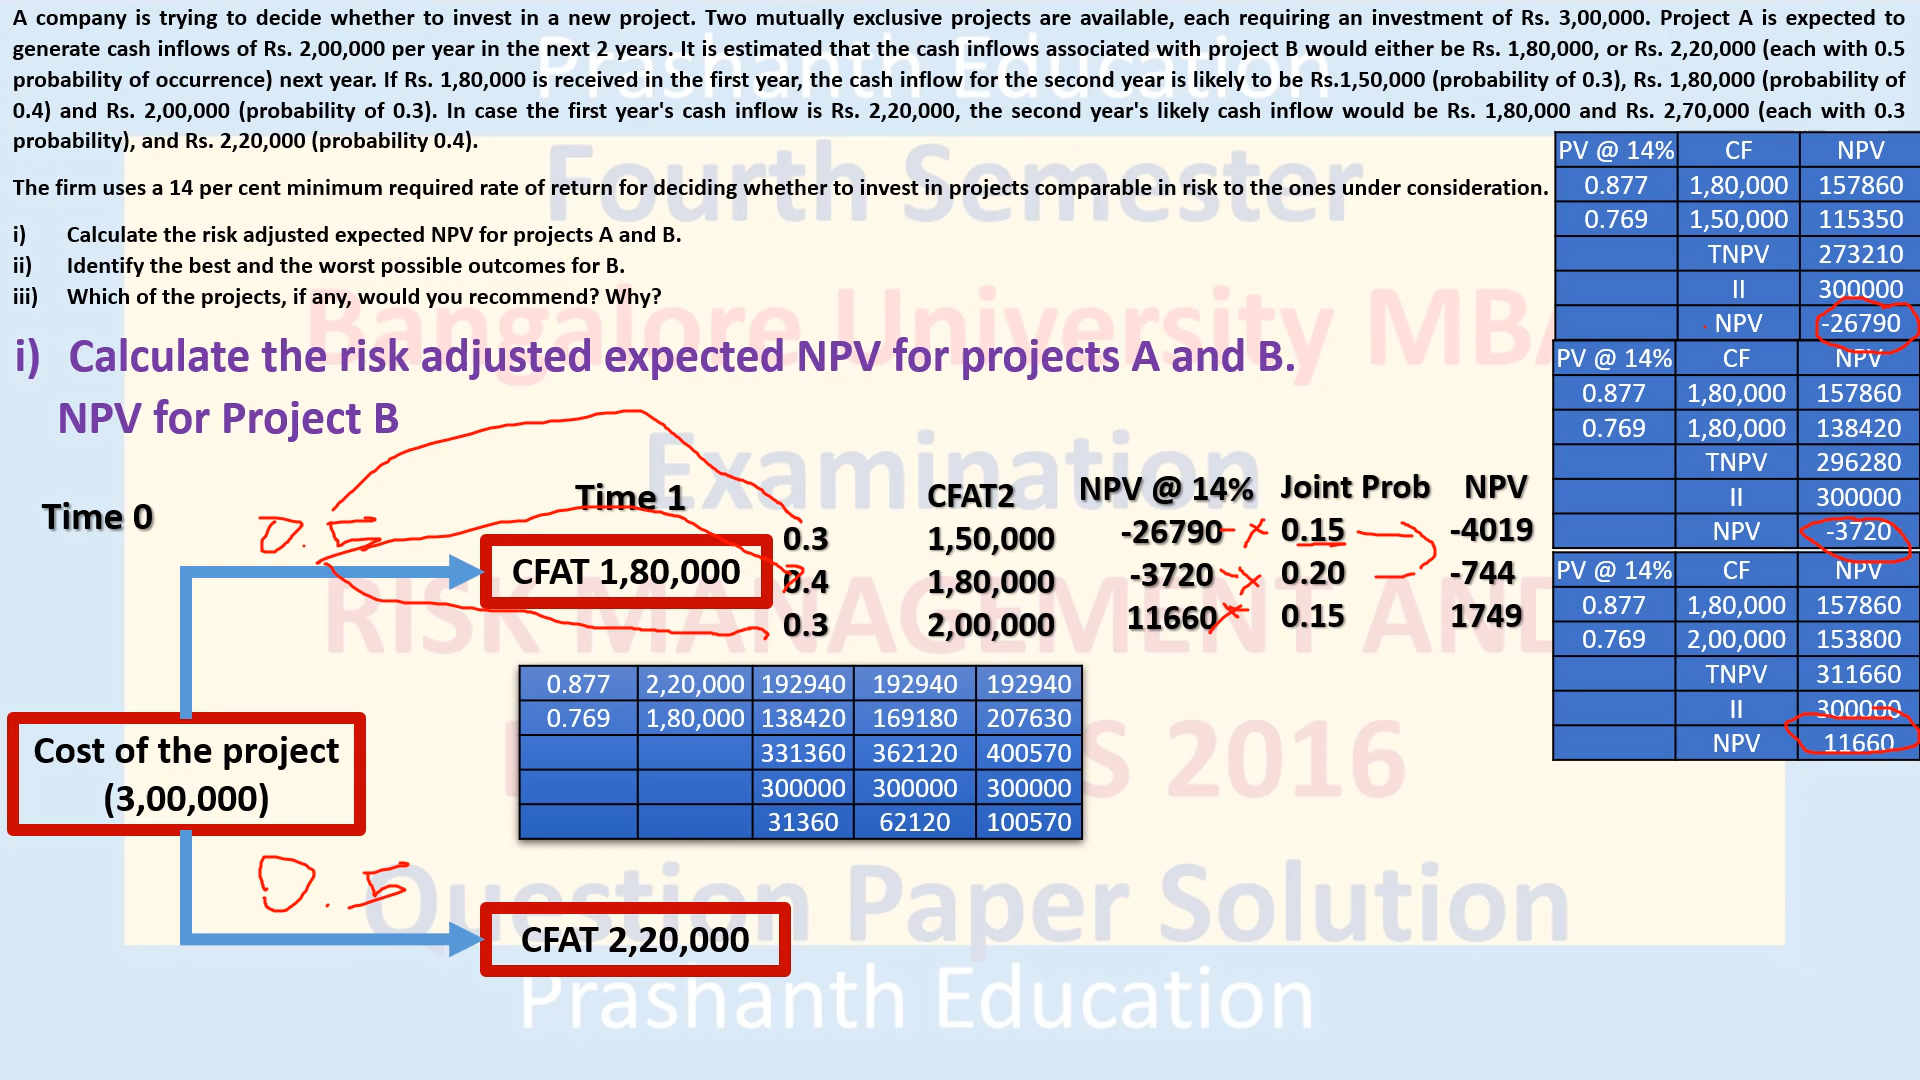 A company is trying to decide whether to invest in a new project. Two mutually exclusive projects are available, each requiring an investment of Rs. 3,00,000. Project A is expected to
generate cash inflows of Rs. 2,00,000 per year in the next 2 years. It is estimated that the cash inflows associated with project B would either be Rs. 1,80,000, or Rs. 2,20,000 (each with 0.5
probability of occurrence) next year. If Rs. 1,80,000 is received in the first year, the cash inflow for the second year is likely to be Rs.1,50,000 (probability of 0.3), Rs. 1,80,000 (probability of
0.4) and Rs. 2,00,000 (probability of 0.3). In case the first year's cash inflow is Rs. 2,20,000, the second year's likely cash inflow would be Rs. 1,80,000 and Rs. 2,70,000 (each with 0.3
probability), and Rs. 2,20,000 (probability 0.4).
The firm uses a 14 per cent minimum required rate of return for deciding whether to invest in projects comparable in risk to the ones under consideration.
i) Calculate the risk adjusted expected NPV for projects A and B.
ii) Identify the best and the worst possible outcomes for B.
iii) Which of the projects, if any, would you recommend? Why?
PV @ 14% CF NPV
0.877 1,80,000 157860
0.769 1,50,000 115350
TNPV 273210
II 300000
NPV -26790
PV @ 14% CF NPV
0.877 1,80,000 157860
0.769 1,80,000 138420
TNPV 296280
II 300000
NPV -3720
PV @ 14% CF NPV
0.877 1,80,000 157860
0.769 2,00,000 153800
TNPV 311660
II 300000
NPV 11660
i) Calculate the risk adjusted expected NPV for projects A and B.
NPV for Project B
Time 0 Time 1 CFAT2 NPV @ 14% Joint Prob NPV
0.5
CFAT 1,80,000
0.3 1,50,000 -26790 × 0.15 -4019
0.4 1,80,000 -3720 × 0.20 -744
0.3 2,00,000 11660 × 0.15 1749
0.877 2,20,000 192940 192940 192940
0.769 1,80,000 138420 169180 207630
331360 362120 400570
300000 300000 300000
31360 62120 100570
Cost of the project
(3,00,000)
0.5
CFAT 2,20,000
Prashanth Education
Fourth Semester
Bangalore University MBA
Examination
RISK MANAGEMENT AND
S 2016
Question Paper Solution
Prashanth Education